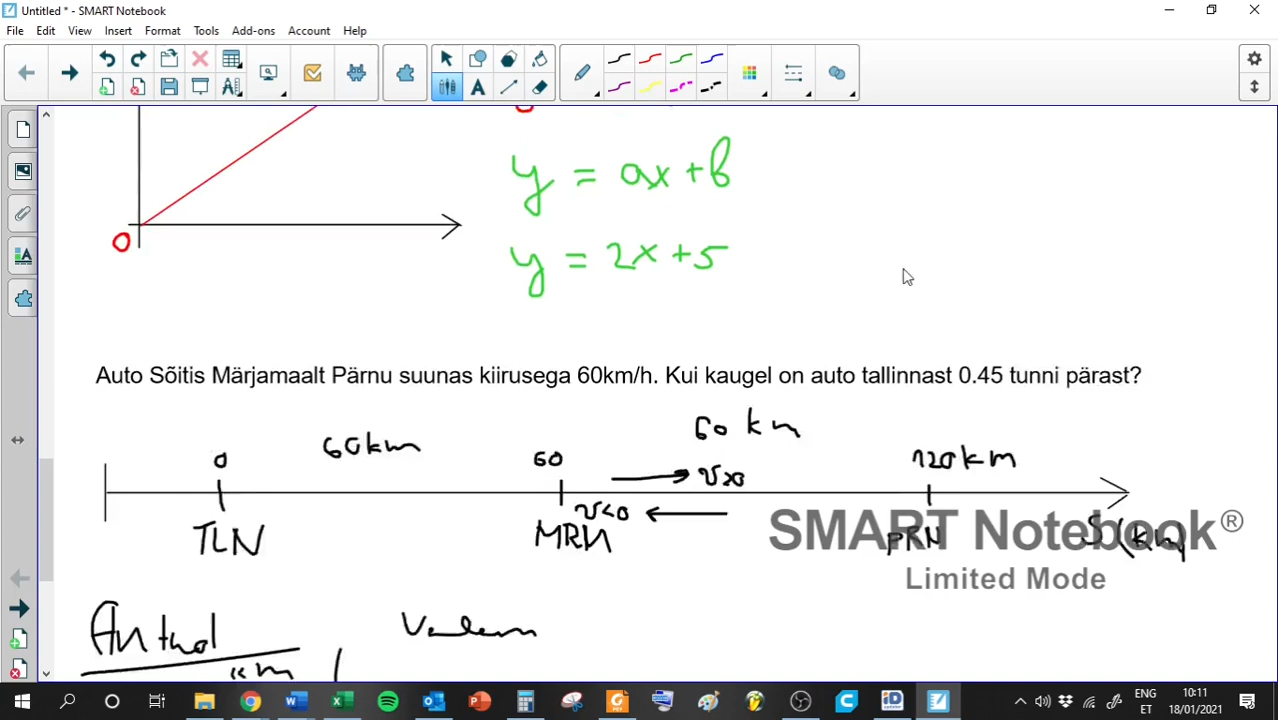 Untitled * - SMART Notebook
File Edit View Insert Format Tools Add-ons Account Help
0
y = ax + b
y = 2x + 5
Auto Sõitis Märjamaalt Pärnu suunas kiirusega 60km/h. Kui kaugel on auto tallinnast 0.45 tunni pärast?
60 km
0 60km 60 120km
v>0
v<0
TLN MRM PRN S (km)
SMART Notebook®
Limited Mode
Antud Valem
km
ENG 10:11
ET 18/01/2021